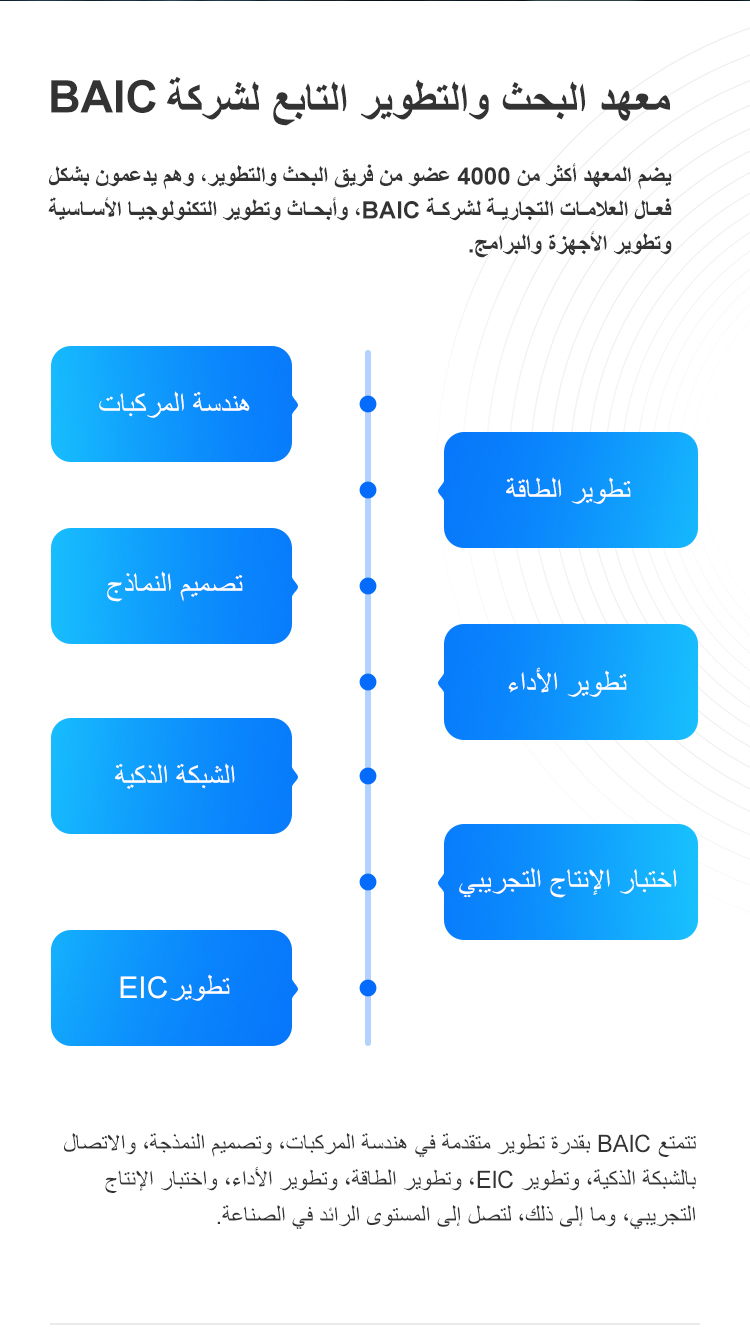 معهد البحث والتطوير التابع لشركة BAIC
يضم المعهد أكثر من 4000 عضو من فريق البحث والتطوير، وهم يدعمون بشكل
فعال العلامات التجارية لشركة BAIC، وأبحاث وتطوير التكنولوجيا الأساسية
وتطوير الأجهزة والبرامج.
هندسة المركبات
تطوير الطاقة
تصميم النماذج
تطوير الأداء
الشبكة الذكية
اختبار الإنتاج التجريبي
تطويرEIC
تتمتع BAIC بقدرة تطوير متقدمة في هندسة المركبات، وتصميم النمذجة، والاتصال
بالشبكة الذكية، وتطوير EIC، وتطوير الطاقة، وتطوير الأداء، واختبار الإنتاج
التجريبي، وما إلى ذلك، لتصل إلى المستوى الرائد في الصناعة.